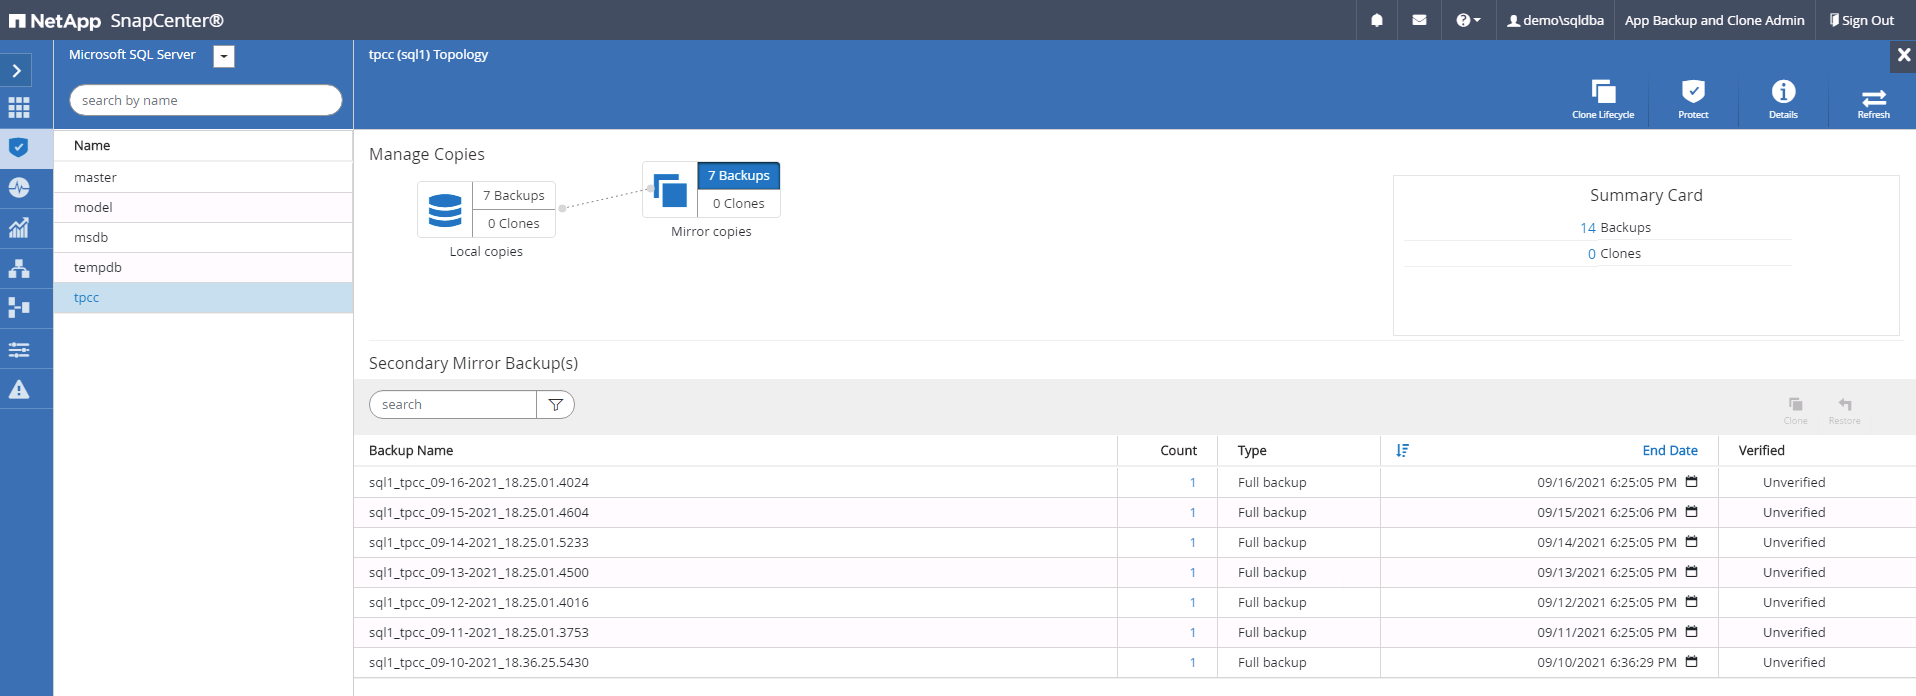 NetApp SnapCenter®
demo\sqldba
App Backup and Clone Admin
Sign Out
Microsoft SQL Server
search by name
Name
master
model
msdb
tempdb
tpcc
tpcc (sql1) Topology
Clone Lifecycle
Protect
Details
Refresh
Manage Copies
7 Backups
0 Clones
Local copies
7 Backups
0 Clones
Mirror copies
Summary Card
14 Backups
0 Clones
Secondary Mirror Backup(s)
search
Clone
Restore
Backup Name Count Type End Date Verified
sql1_tpcc_09-16-2021_18.25.01.4024 1 Full backup 09/16/2021 6:25:05 PM Unverified
sql1_tpcc_09-15-2021_18.25.01.4604 1 Full backup 09/15/2021 6:25:06 PM Unverified
sql1_tpcc_09-14-2021_18.25.01.5233 1 Full backup 09/14/2021 6:25:05 PM Unverified
sql1_tpcc_09-13-2021_18.25.01.4500 1 Full backup 09/13/2021 6:25:05 PM Unverified
sql1_tpcc_09-12-2021_18.25.01.4016 1 Full backup 09/12/2021 6:25:05 PM Unverified
sql1_tpcc_09-11-2021_18.25.01.3753 1 Full backup 09/11/2021 6:25:05 PM Unverified
sql1_tpcc_09-10-2021_18.36.25.5430 1 Full backup 09/10/2021 6:36:29 PM Unverified